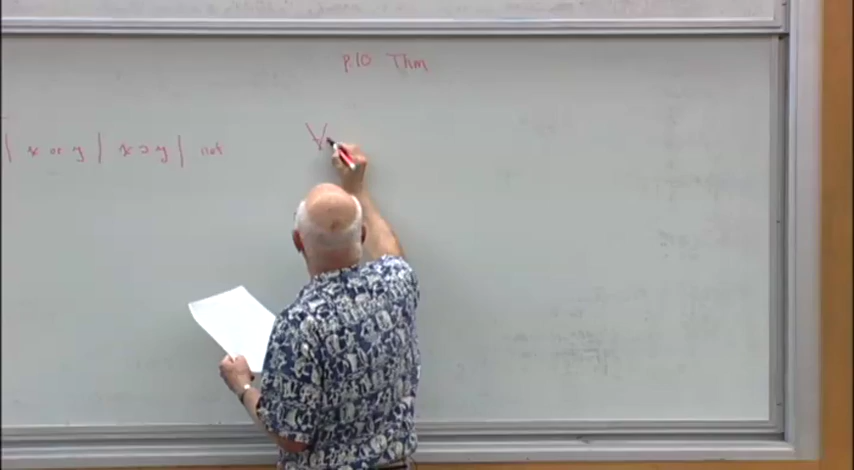 P.10 Thm
| x or y | x ⊃ y | not
∀